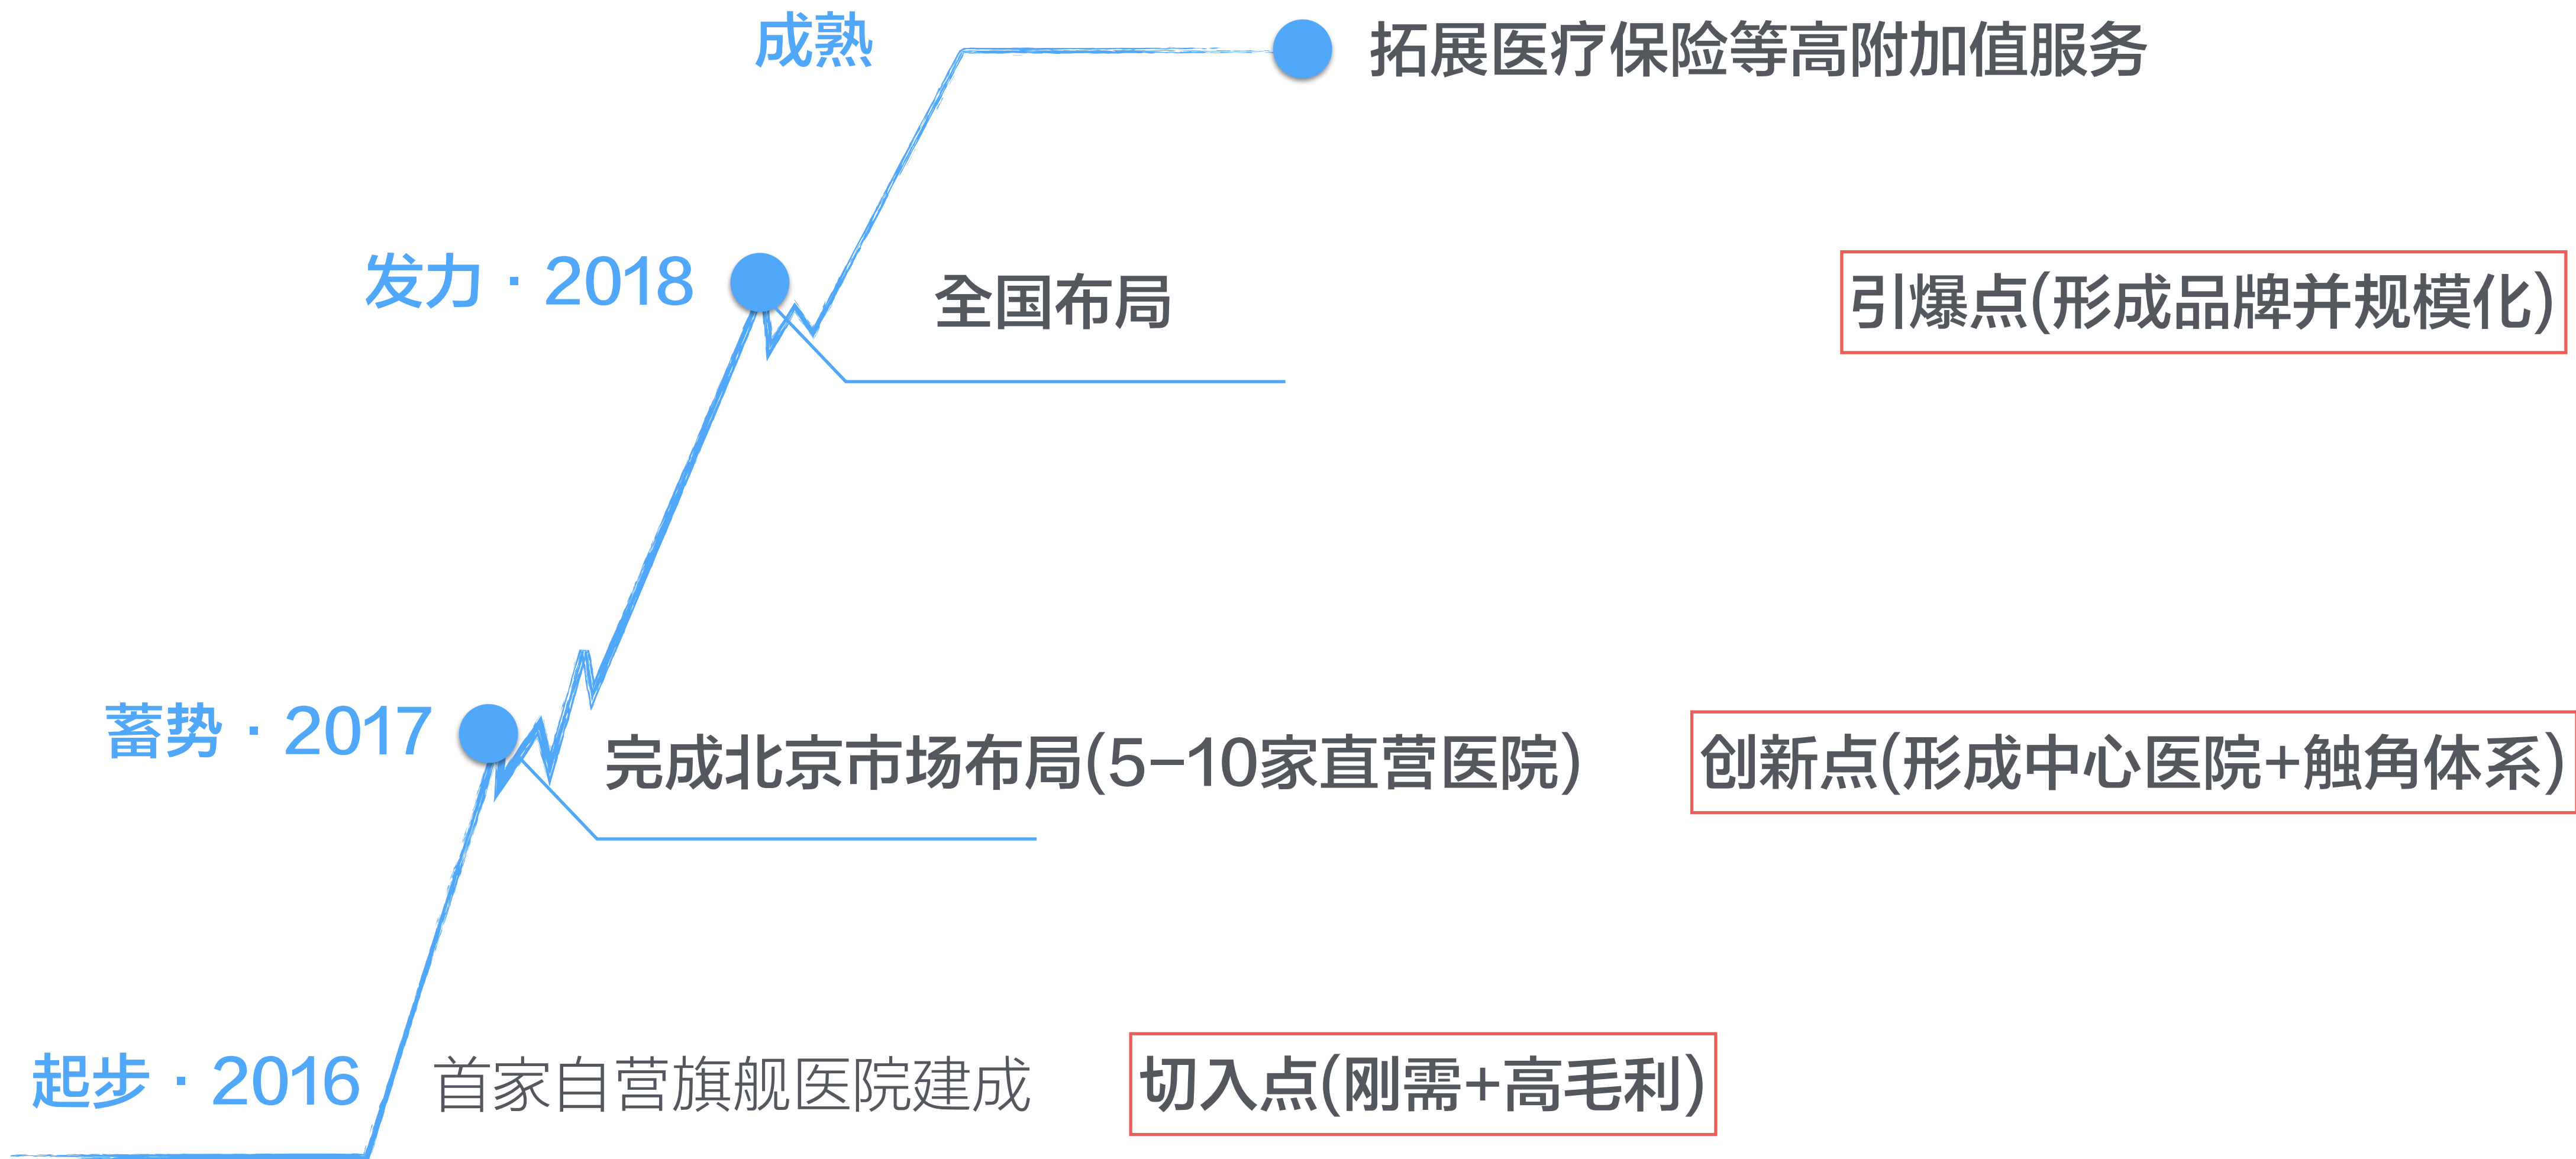 成熟
拓展医疗保险等高附加值服务
发力 · 2018
全国布局
引爆点(形成品牌并规模化)
蓄势 · 2017
完成北京市场布局(5-10家直营医院)
创新点(形成中心医院+触角体系)
起步 · 2016
首家自营旗舰医院建成
切入点(刚需+高毛利)